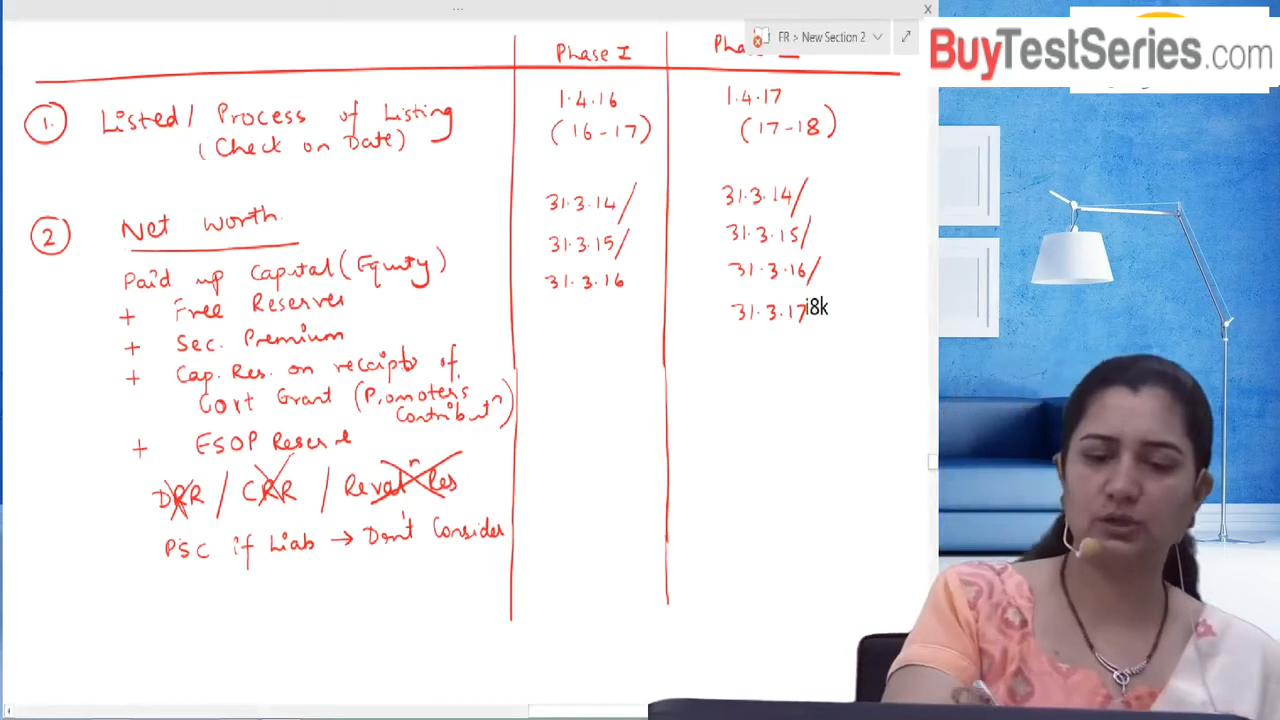 ...
FR > New Section 2
BuyTestSeries.com
Phase I
1. Listed / Process of Listing
(Check on Date)
1.4.16
(16-17)
1.4.17
(17-18)
2 Net worth.
31.3.14/
31.3.15/
31.3.16
31.3.14/
31.3.15/
31.3.16/
31.3.17i8k
Paid up Capital (Equity)
+ Free Reserves
+ Sec. Premium
+ Cap. Res. on receipts of
Govt Grant (Promoter's
Contributⁿ)
+ ESOP Reserve
DRR / CRR / Revalⁿ Res
PSC if Liab → Don't Consider